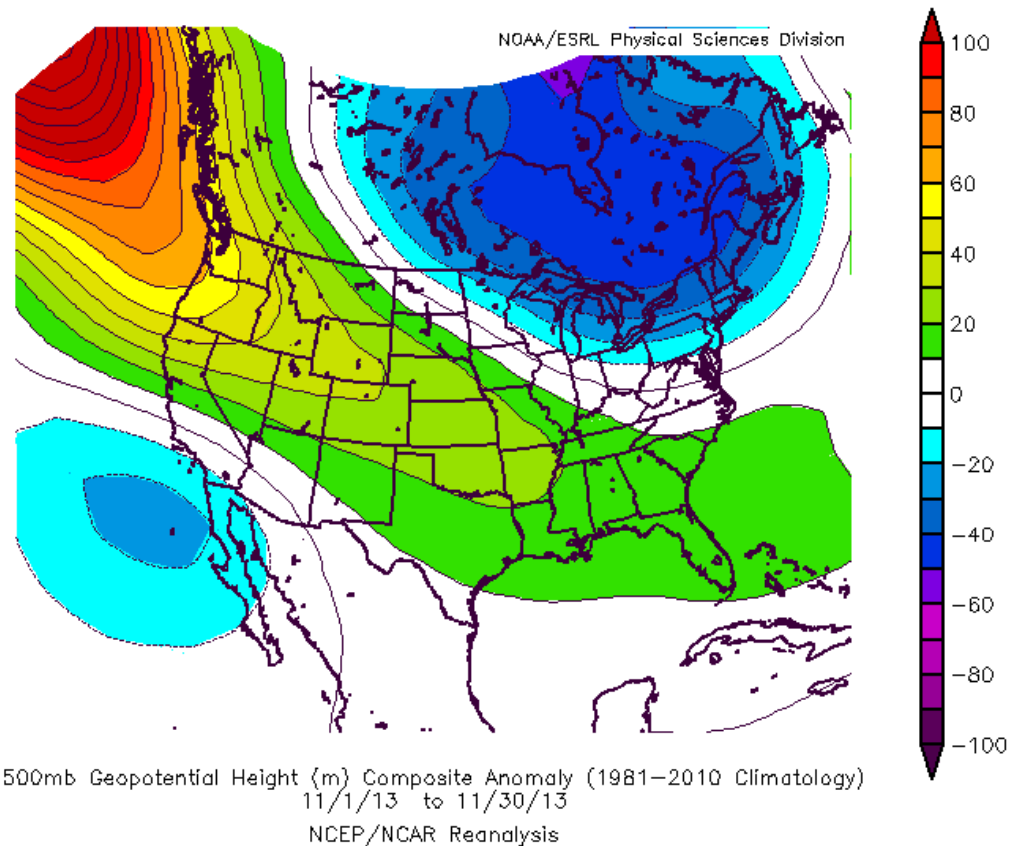 NOAA/ESRL Physical Sciences Division
100
80
60
40
20
0
−20
−40
−60
−80
−100
500mb Geopotential Height (m) Composite Anomaly (1981−2010 Climatology)
11/1/13 to 11/30/13
NCEP/NCAR Reanalysis